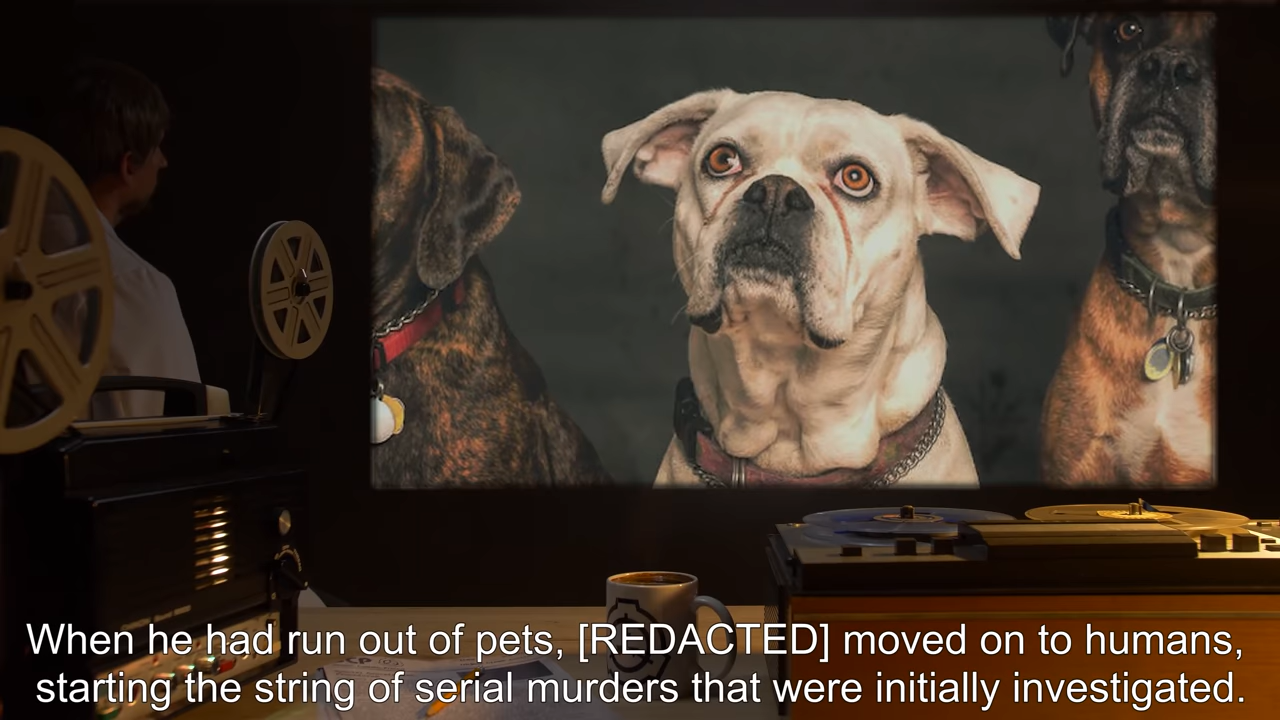 When he had run out of pets, [REDACTED] moved on to humans,
starting the string of serial murders that were initially investigated.